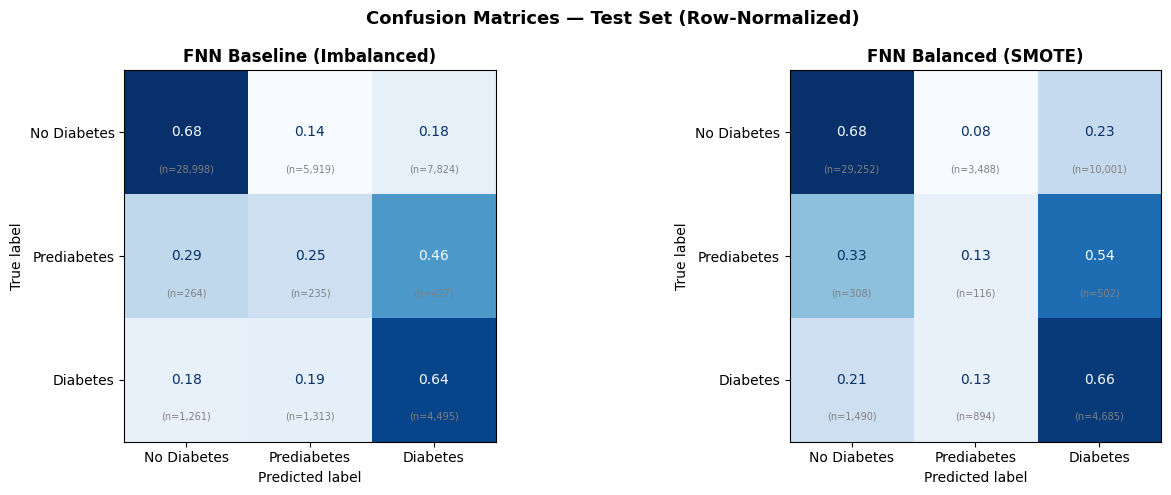 Confusion Matrices — Test Set (Row-Normalized)
FNN Baseline (Imbalanced)
True label
No Diabetes
0.68
0.14
0.18
(n=28,998)
(n=5,919)
(n=7,824)
Prediabetes
0.29
0.25
0.46
(n=264)
(n=235)
Diabetes
0.18
0.19
0.64
(n=1,261)
(n=1,313)
(n=4,495)
No Diabetes
Prediabetes
Diabetes
Predicted label
FNN Balanced (SMOTE)
True label
No Diabetes
0.68
0.08
0.23
(n=29,252)
(n=3,488)
(n=10,001)
Prediabetes
0.33
0.13
0.54
(n=308)
(n=116)
(n=502)
Diabetes
0.21
0.13
0.66
(n=1,490)
(n=894)
(n=4,685)
No Diabetes
Prediabetes
Diabetes
Predicted label